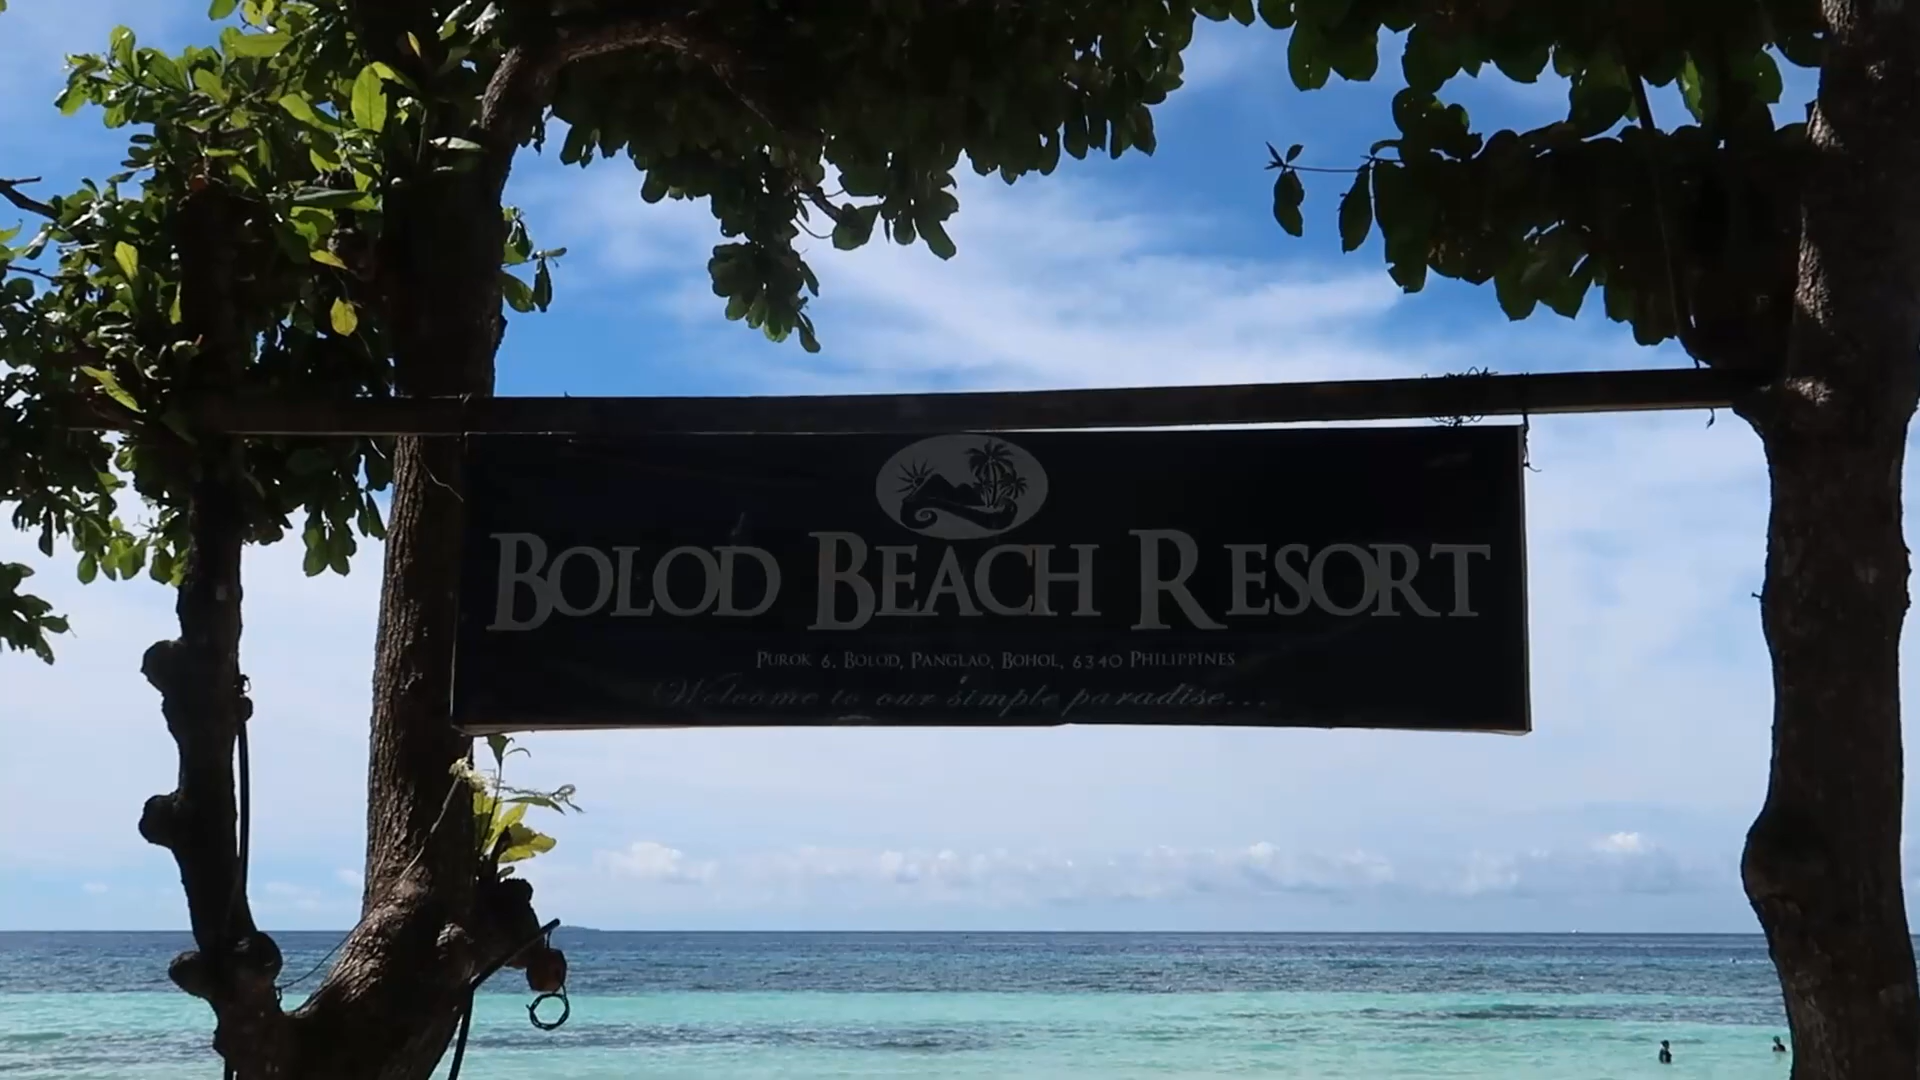 BOLOD BEACH RESORT
PUROK 6, BOLOD, PANGLAO, BOHOL, 6340 PHILIPPINES
Welcome to our simple paradise...